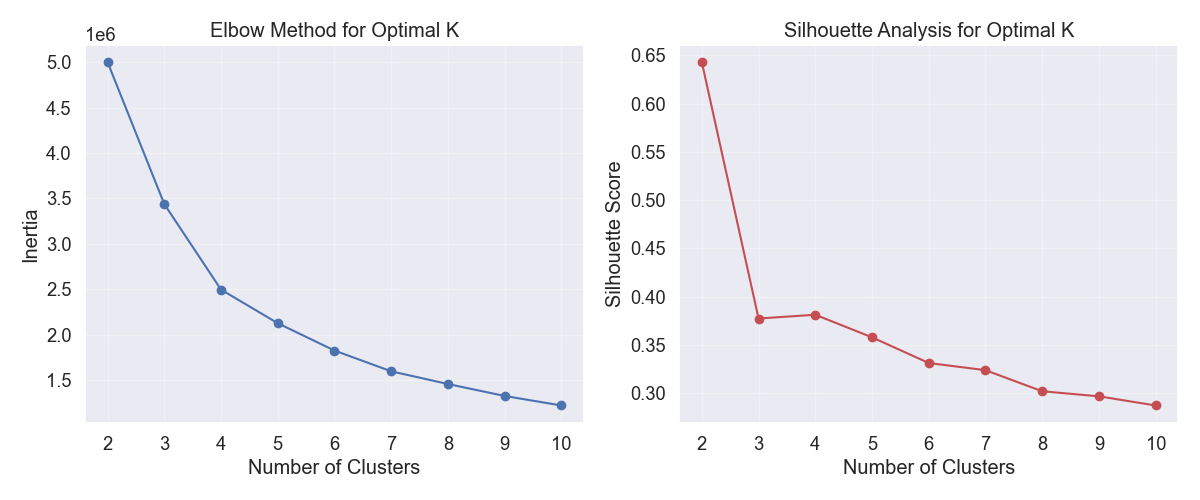 Elbow Method for Optimal K
1e6
5.0
4.5
4.0
3.5
3.0
2.5
2.0
1.5
Inertia
2 3 4 5 6 7 8 9 10
Number of Clusters
Silhouette Analysis for Optimal K
0.65
0.60
0.55
0.50
0.45
0.40
0.35
0.30
Silhouette Score
2 3 4 5 6 7 8 9 10
Number of Clusters